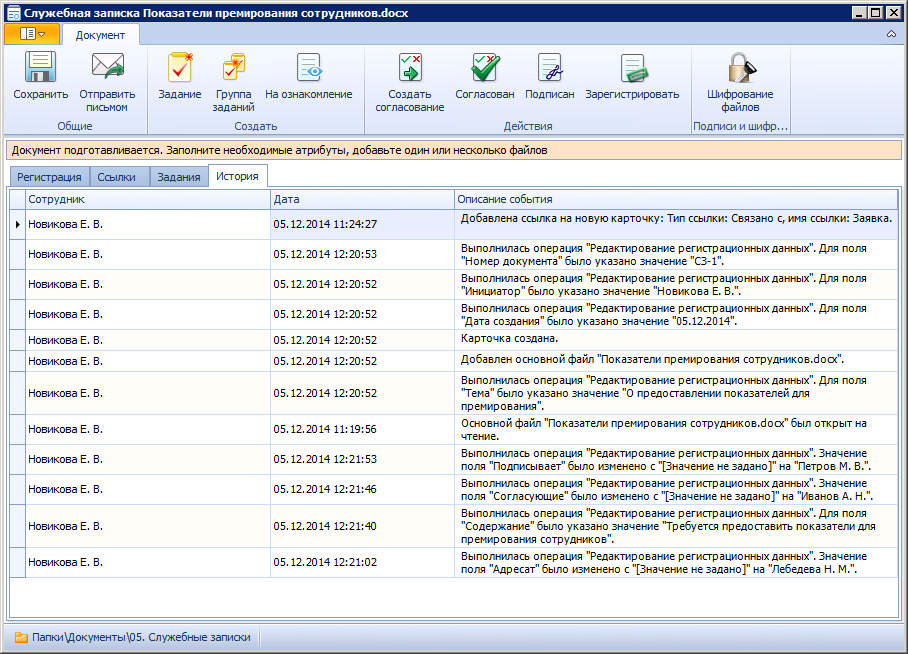 Служебная записка Показатели премирования сотрудников.docx
Документ
Сохранить
Отправить
письмом
Задание
Группа
заданий
На ознакомление
Создать
согласование
Согласован
Подписан
Зарегистрировать
Шифрование
файлов
Общие
Создать
Действия
Подписи и шифр...
Документ подготавливается. Заполните необходимые атрибуты, добавьте один или несколько файлов
Регистрация
Ссылки
Задания
История
Сотрудник Дата Описание события
Новикова Е. В. 05.12.2014 11:24:27 Добавлена ссылка на новую карточку: Тип ссылки: Связано с, имя ссылки: Заявка.
Новикова Е. В. 05.12.2014 12:20:53 Выполнилась операция "Редактирование регистрационных данных". Для поля
"Номер документа" было указано значение "СЗ-1".
Новикова Е. В. 05.12.2014 12:20:52 Выполнилась операция "Редактирование регистрационных данных". Для поля
"Инициатор" было указано значение "Новикова Е. В.".
Новикова Е. В. 05.12.2014 12:20:52 Выполнилась операция "Редактирование регистрационных данных". Для поля
"Дата создания" было указано значение "05.12.2014".
Новикова Е. В. 05.12.2014 12:20:52 Карточка создана.
Новикова Е. В. 05.12.2014 12:20:52 Добавлен основной файл "Показатели премирования сотрудников.docx".
Новикова Е. В. 05.12.2014 12:20:52 Выполнилась операция "Редактирование регистрационных данных". Для поля
"Тема" было указано значение "О предоставлении показателей для
премирования".
Новикова Е. В. 05.12.2014 11:19:56 Основной файл "Показатели премирования сотрудников.docx" был открыт на
чтение.
Новикова Е. В. 05.12.2014 12:21:53 Выполнилась операция "Редактирование регистрационных данных". Значение
поля "Подписывает" было изменено с "[Значение не задано]" на "Петров М. В.".
Новикова Е. В. 05.12.2014 12:21:46 Выполнилась операция "Редактирование регистрационных данных". Значение
поля "Согласующие" было изменено с "[Значение не задано]" на "Иванов А. Н.".
Новикова Е. В. 05.12.2014 12:21:40 Выполнилась операция "Редактирование регистрационных данных". Для поля
"Содержание" было указано значение "Требуется предоставить показатели для
премирования сотрудников".
Новикова Е. В. 05.12.2014 12:21:02 Выполнилась операция "Редактирование регистрационных данных". Значение
поля "Адресат" было изменено с "[Значение не задано]" на "Лебедева Н. М.".
Папки\Документы\05. Служебные записки